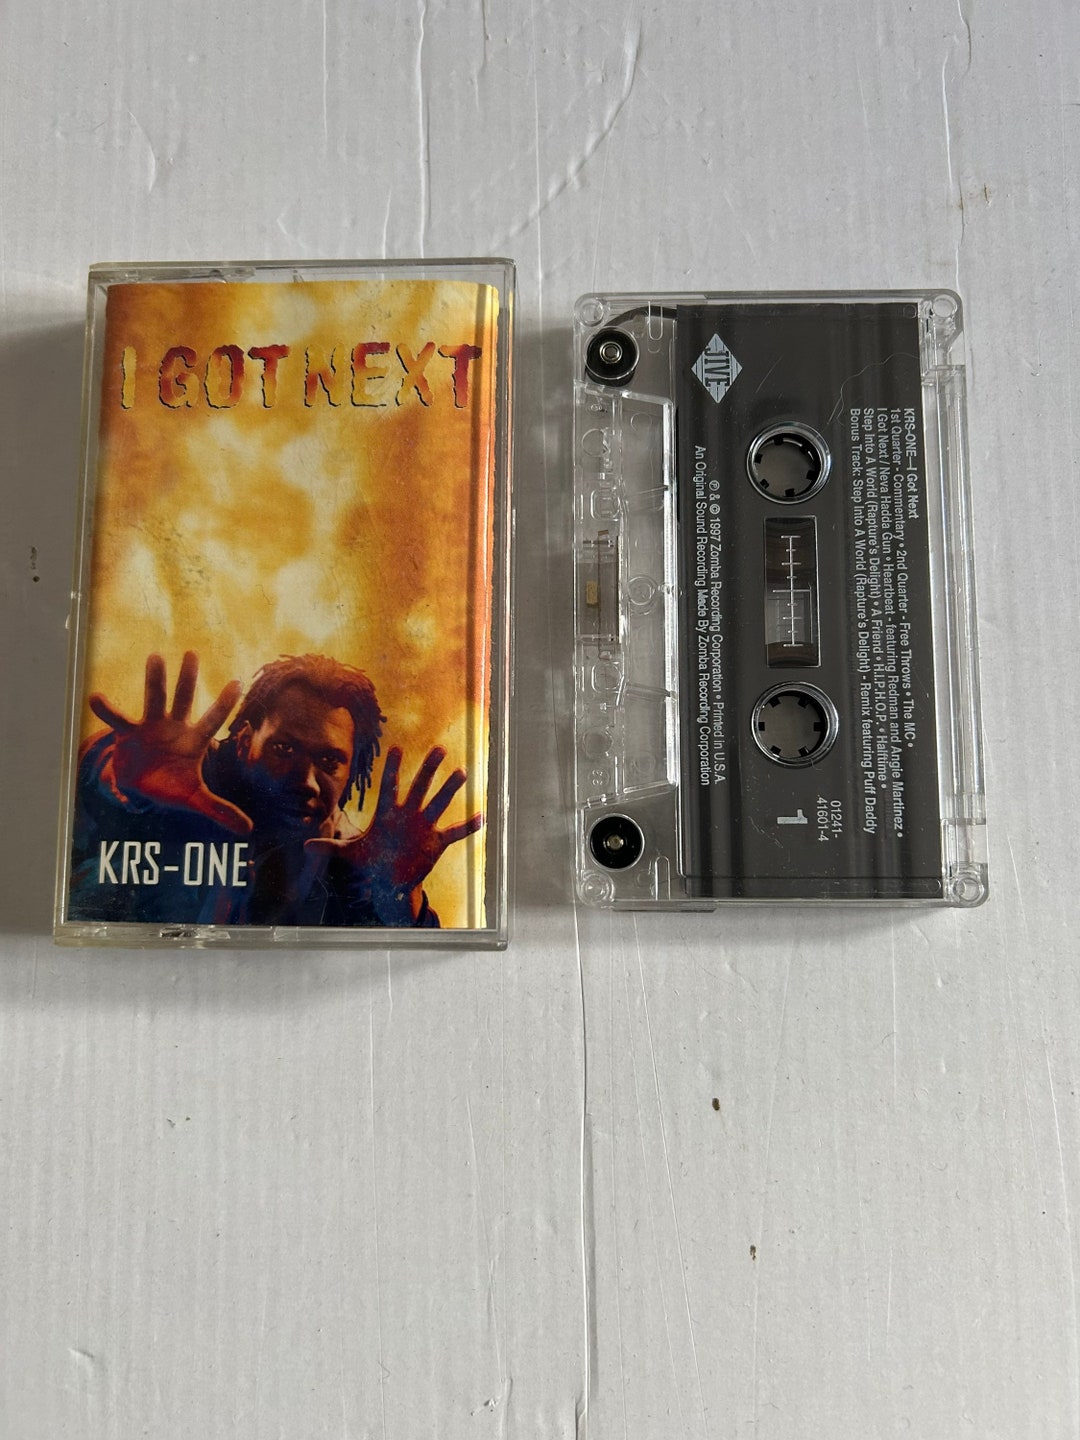 I GOT NEXT
KRS-ONE
JIVE
KRS-ONE—I Got Next
1st Quarter - Commentary • 2nd Quarter - Free Throws • The MC •
I Got Next / Neva Hadda Gun • Heartbeat - featuring Redman and Angie Martinez •
Step Into A World (Rapture's Delight) • A Friend • H.I.P.H.O.P. • Halftime •
Bonus Track: Step Into A World (Rapture's Delight) - Remix featuring Puff Daddy
01241-
41601-4
1
℗ & © 1997 Zomba Recording Corporation • Printed in U.S.A.
An Original Sound Recording Made By Zomba Recording Corporation